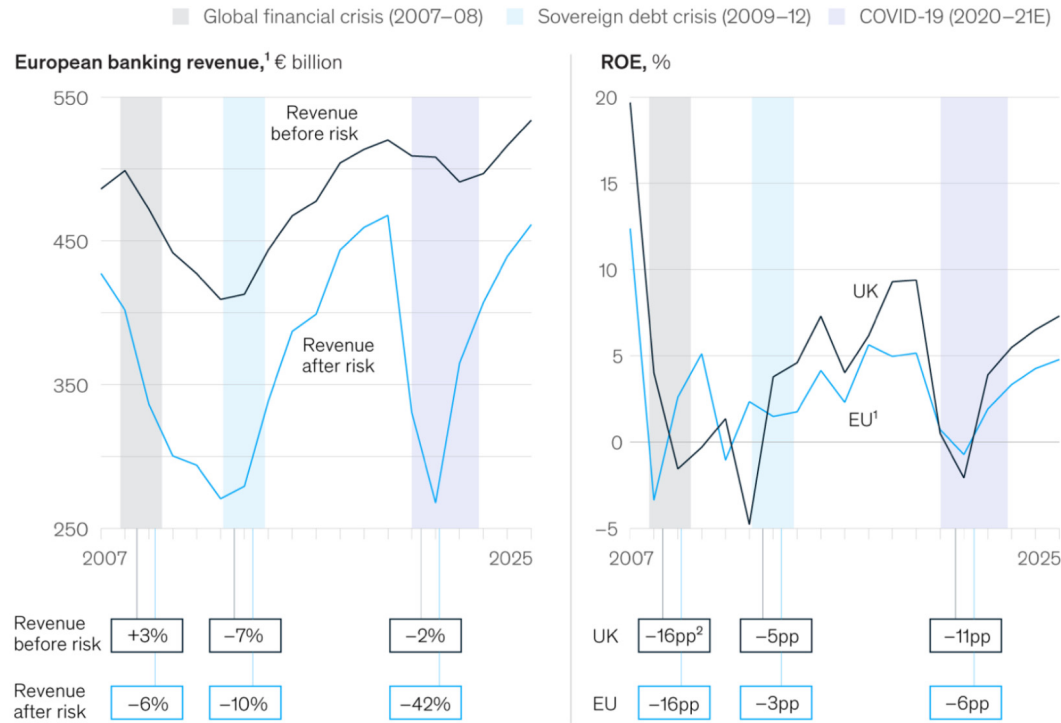 Global financial crisis (2007–08) Sovereign debt crisis (2009–12) COVID-19 (2020–21E)
European banking revenue,¹ € billion
550
450
350
250
Revenue
before risk
Revenue
after risk
2007 2025
Revenue
before risk
+3% −7% −2%
Revenue
after risk
−6% −10% −42%
ROE, %
20
15
10
5
0
−5
UK
EU¹
2007 2025
UK −16pp² −5pp −11pp
EU −16pp −3pp −6pp